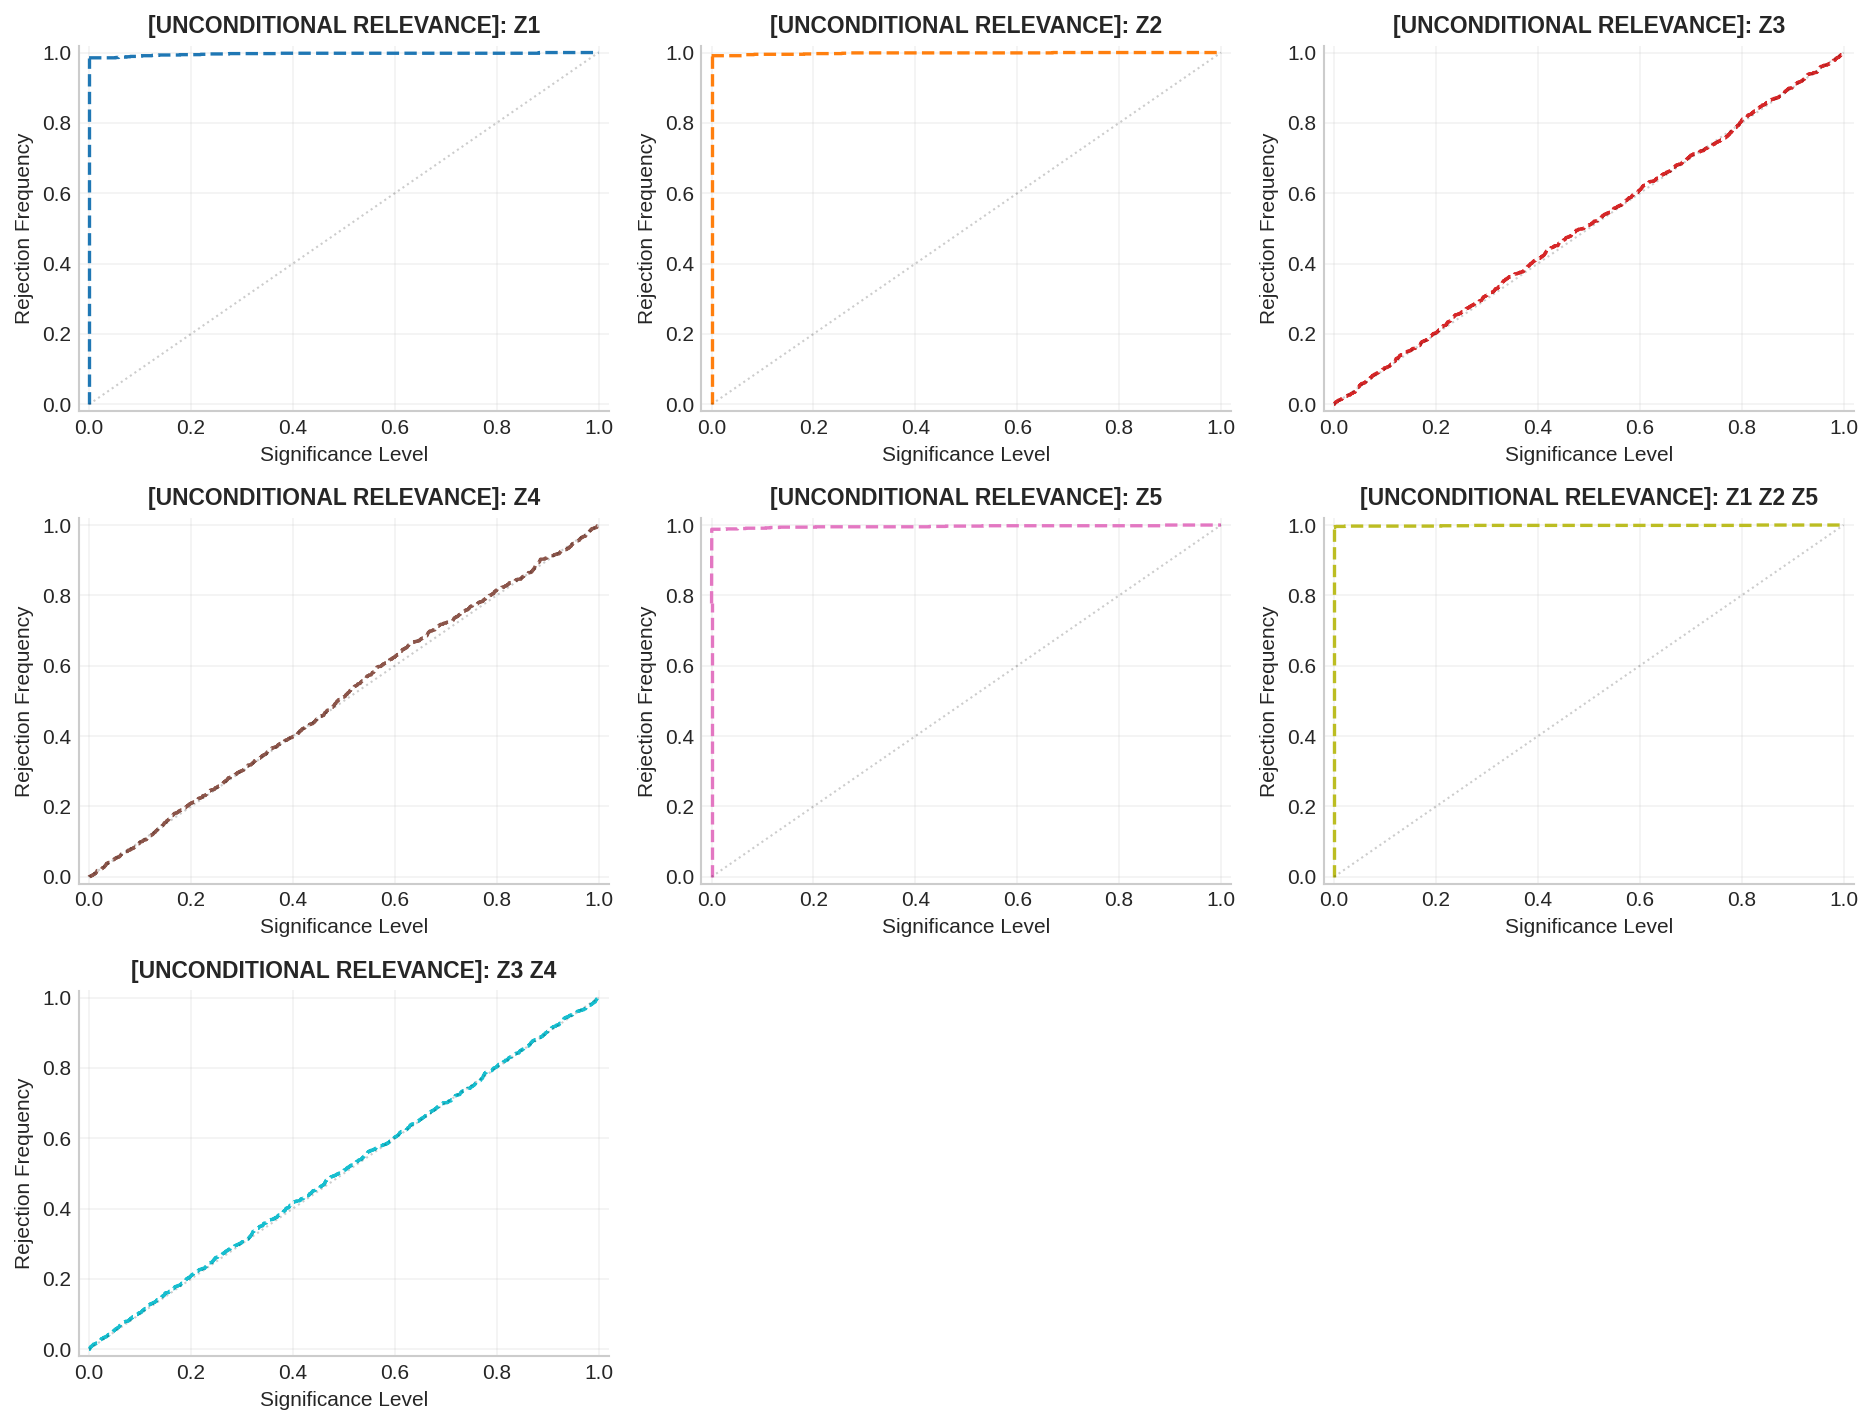 [UNCONDITIONAL RELEVANCE]: Z1
1.0
0.8
0.6
0.4
0.2
0.0
Rejection Frequency
0.0 0.2 0.4 0.6 0.8 1.0
Significance Level
[UNCONDITIONAL RELEVANCE]: Z2
1.0
0.8
0.6
0.4
0.2
0.0
Rejection Frequency
0.0 0.2 0.4 0.6 0.8 1.0
Significance Level
[UNCONDITIONAL RELEVANCE]: Z3
1.0
0.8
0.6
0.4
0.2
0.0
Rejection Frequency
0.0 0.2 0.4 0.6 0.8 1.0
Significance Level
[UNCONDITIONAL RELEVANCE]: Z4
1.0
0.8
0.6
0.4
0.2
0.0
Rejection Frequency
0.0 0.2 0.4 0.6 0.8 1.0
Significance Level
[UNCONDITIONAL RELEVANCE]: Z5
1.0
0.8
0.6
0.4
0.2
0.0
Rejection Frequency
0.0 0.2 0.4 0.6 0.8 1.0
Significance Level
[UNCONDITIONAL RELEVANCE]: Z1 Z2 Z5
1.0
0.8
0.6
0.4
0.2
0.0
Rejection Frequency
0.0 0.2 0.4 0.6 0.8 1.0
Significance Level
[UNCONDITIONAL RELEVANCE]: Z3 Z4
1.0
0.8
0.6
0.4
0.2
0.0
Rejection Frequency
0.0 0.2 0.4 0.6 0.8 1.0
Significance Level